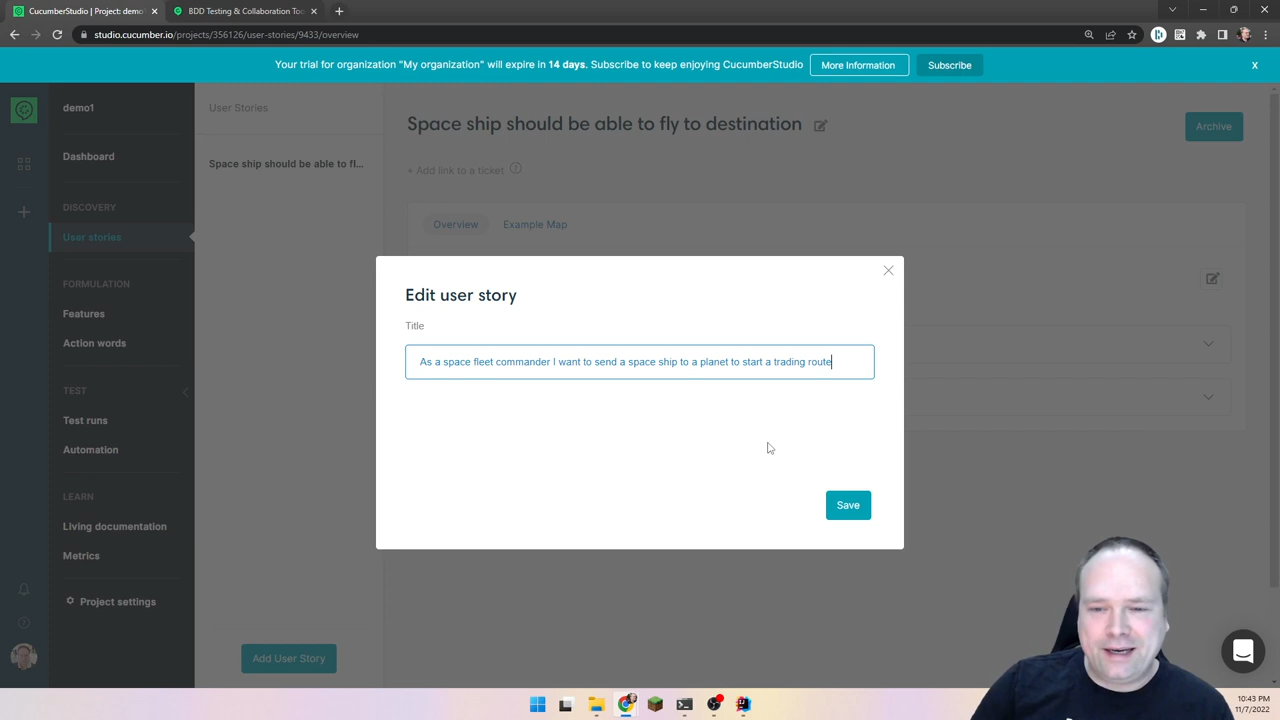 CucumberStudio | Project: demo
BDD Testing & Collaboration Too
studio.cucumber.io/projects/356126/user-stories/9433/overview
Your trial for organization "My organization" will expire in 14 days. Subscribe to keep enjoying CucumberStudio
More Information
Subscribe
X
demo1
Dashboard
DISCOVERY
User stories
FORMULATION
Features
Action words
TEST
Test runs
Automation
LEARN
Living documentation
Metrics
Project settings
User Stories
Space ship should be able to fl...
Add User Story
Space ship should be able to fly to destination
Archive
+ Add link to a ticket ?
Overview
Example Map
Edit user story
Title
As a space fleet commander I want to send a space ship to a planet to start a trading route
Save
10:43 PM
11/7/2022